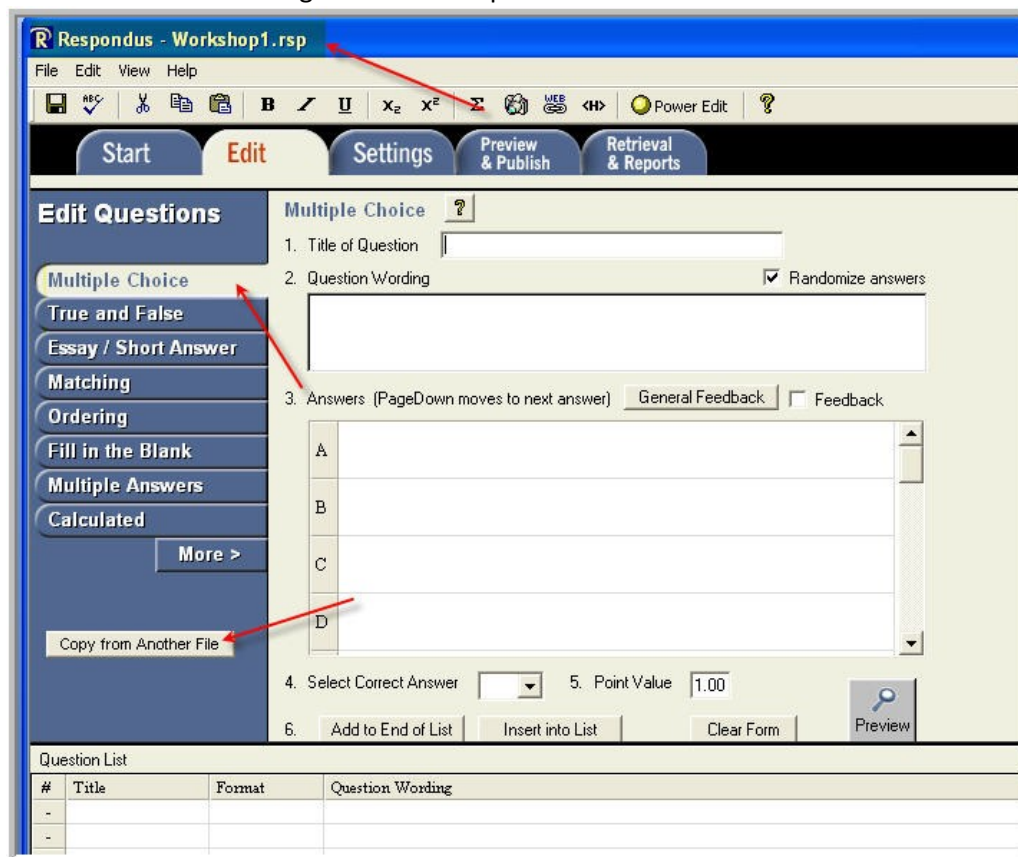 Respondus - Workshop1.rsp
File Edit View Help
ABC B I U X₂ X² Σ WEB <H> Power Edit ?
Start Edit Settings Preview & Publish Retrieval & Reports
Edit Questions
Multiple Choice
True and False
Essay / Short Answer
Matching
Ordering
Fill in the Blank
Multiple Answers
Calculated
More >
Copy from Another File
Multiple Choice ?
1. Title of Question
2. Question Wording Randomize answers
3. Answers (PageDown moves to next answer) General Feedback Feedback
A
B
C
D
4. Select Correct Answer 5. Point Value 1.00
6. Add to End of List Insert into List Clear Form Preview
Question List
# Title Format Question Wording
-
-